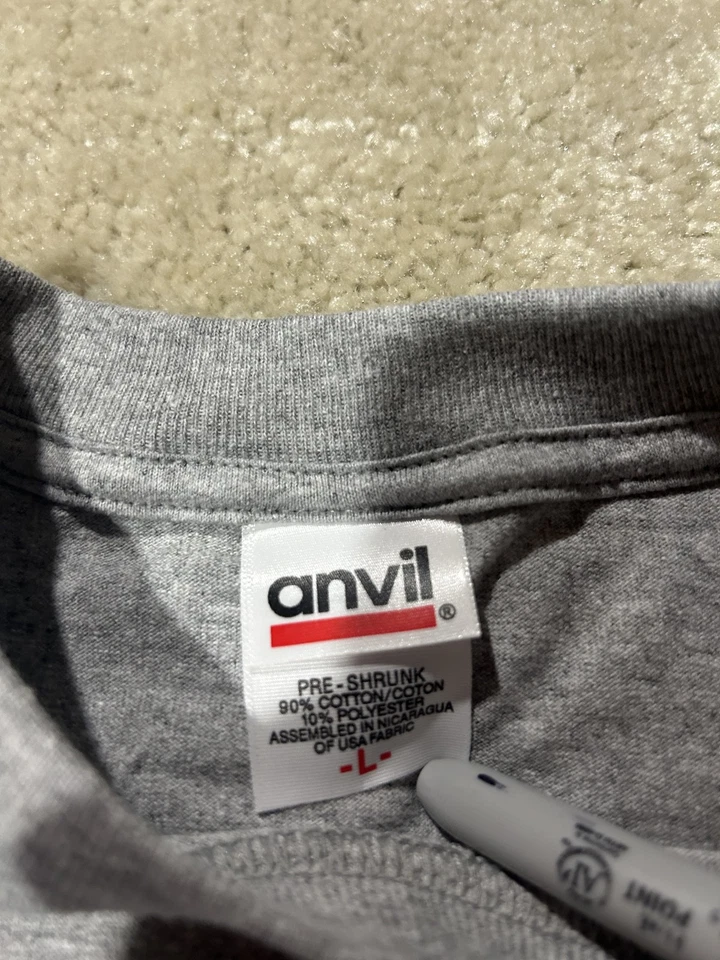 anvil®
PRE-SHRUNK
90% COTTON/COTON
10% POLYESTER
ASSEMBLED IN NICARAGUA
OF USA FABRIC
-L-
POINT